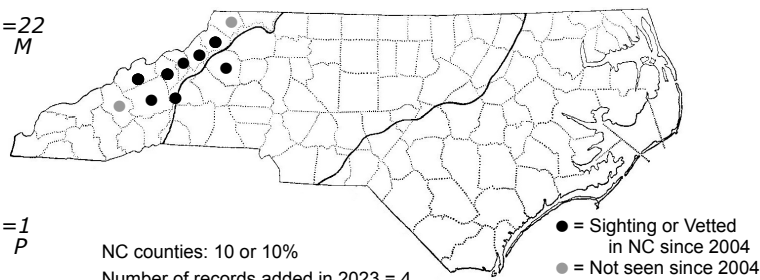 =22
M
=1
P
NC counties: 10 or 10%
Number of records added in 2023 = 4
= Sighting or Vetted
in NC since 2004
= Not seen since 2004